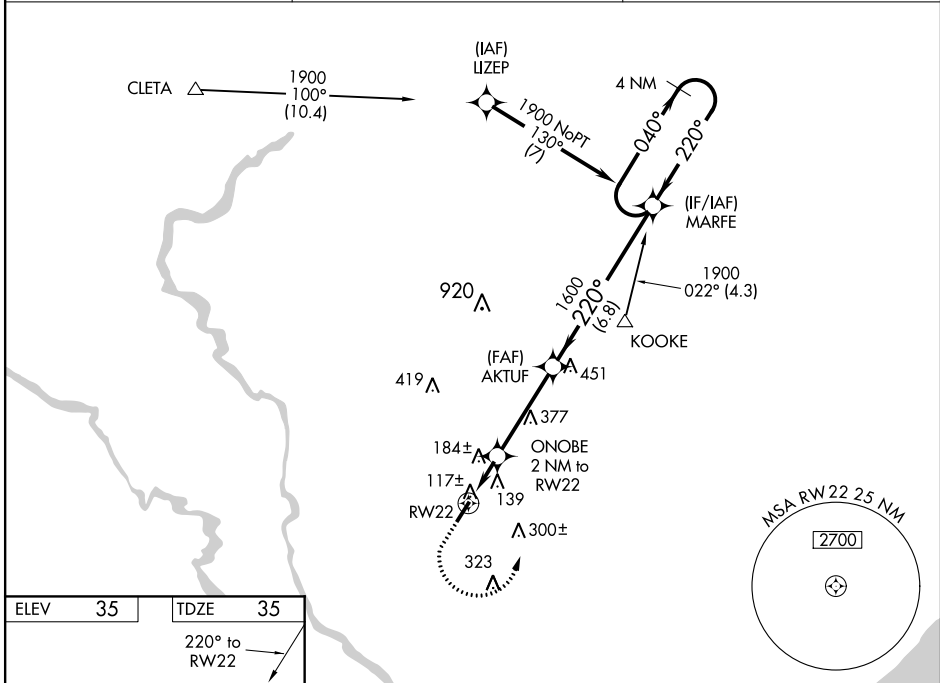 (IAF)
LIZEP
CLETA
1900
100°
(10.4)
4 NM
1900 NoPT
130°
(7)
040°
220°
(IF/IAF)
MARFE
1900
022° (4.3)
KOOKE
920
1600
220°
(6.8)
(FAF)
AKTUF
451
419
377
184±
ONOBE
2 NM to
RW22
117±
139
RW22
300±
323
MSA RW22 25 NM
2700
ELEV 35
TDZE 35
220° to
RW22